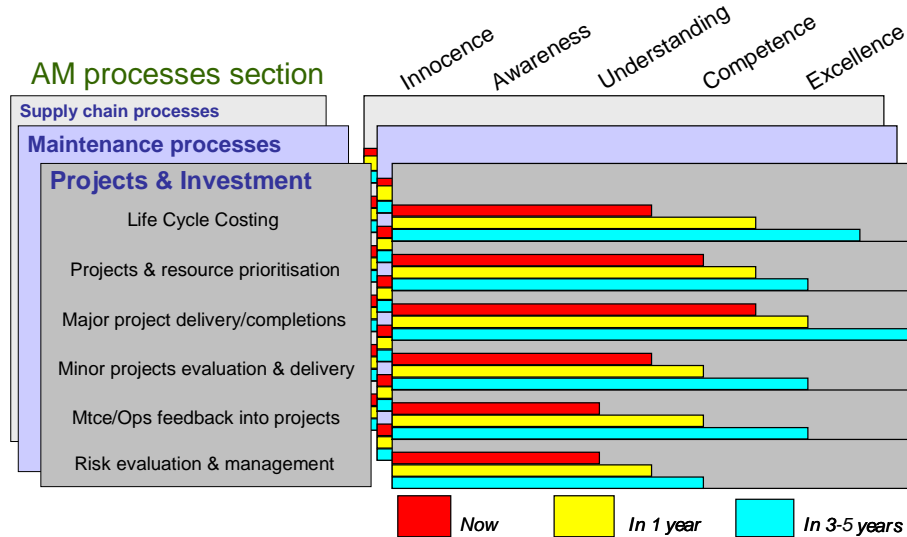 AM processes section
Innocence
Awareness
Understanding
Competence
Excellence
Supply chain processes
Maintenance processes
Projects & Investment
Life Cycle Costing
Projects & resource prioritisation
Major project delivery/completions
Minor projects evaluation & delivery
Mtce/Ops feedback into projects
Risk evaluation & management
Now
In 1 year
In 3-5 years